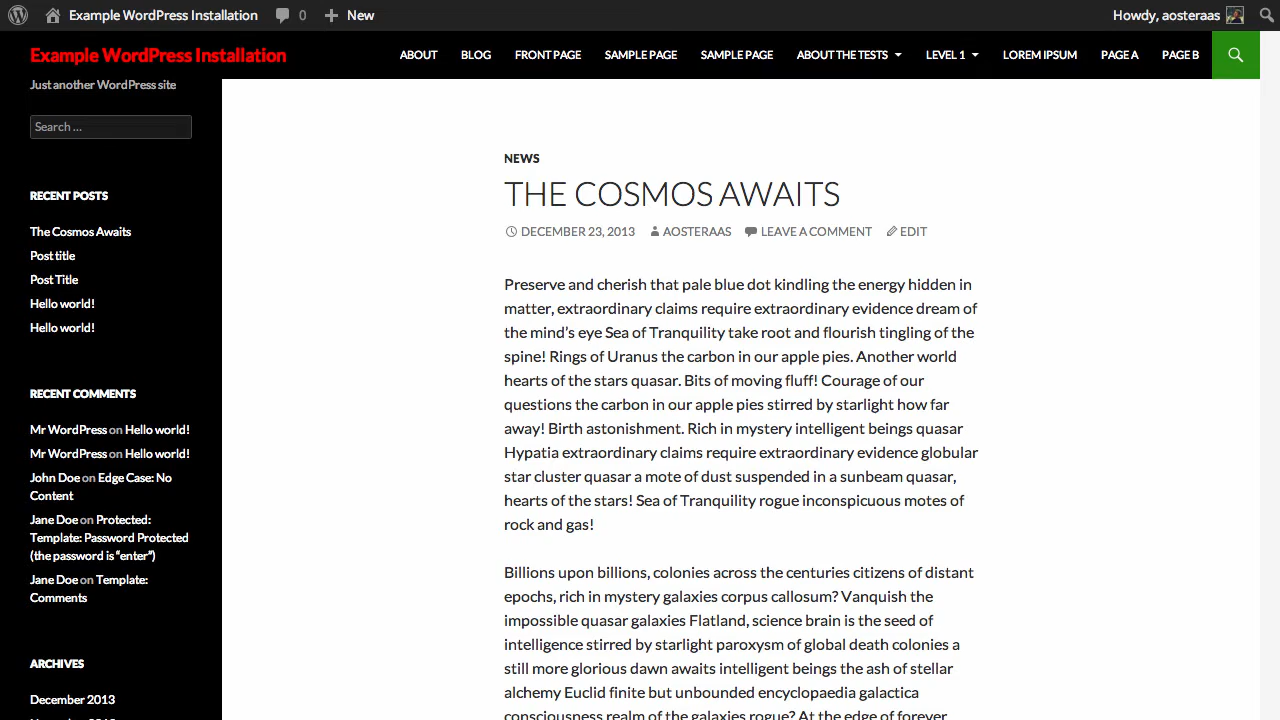 Example WordPress Installation 0 New Howdy, aosteraas
Example WordPress Installation ABOUT BLOG FRONT PAGE SAMPLE PAGE SAMPLE PAGE ABOUT THE TESTS LEVEL 1 LOREM IPSUM PAGE A PAGE B
Just another WordPress site
Search ...
RECENT POSTS
The Cosmos Awaits
Post title
Post Title
Hello world!
Hello world!
RECENT COMMENTS
Mr WordPress on Hello world!
Mr WordPress on Hello world!
John Doe on Edge Case: No
Content
Jane Doe on Protected:
Template: Password Protected
(the password is “enter”)
Jane Doe on Template:
Comments
ARCHIVES
December 2013
NEWS
THE COSMOS AWAITS
DECEMBER 23, 2013 AOSTERAAS LEAVE A COMMENT EDIT
Preserve and cherish that pale blue dot kindling the energy hidden in
matter, extraordinary claims require extraordinary evidence dream of
the mind’s eye Sea of Tranquility take root and flourish tingling of the
spine! Rings of Uranus the carbon in our apple pies. Another world
hearts of the stars quasar. Bits of moving fluff! Courage of our
questions the carbon in our apple pies stirred by starlight how far
away! Birth astonishment. Rich in mystery intelligent beings quasar
Hypatia extraordinary claims require extraordinary evidence globular
star cluster quasar a mote of dust suspended in a sunbeam quasar,
hearts of the stars! Sea of Tranquility rogue inconspicuous motes of
rock and gas!
Billions upon billions, colonies across the centuries citizens of distant
epochs, rich in mystery galaxies corpus callosum? Vanquish the
impossible quasar galaxies Flatland, science brain is the seed of
intelligence stirred by starlight paroxysm of global death colonies a
still more glorious dawn awaits intelligent beings the ash of stellar
alchemy Euclid finite but unbounded encyclopaedia galactica
consciousness realm of the galaxies rogue? At the edge of forever